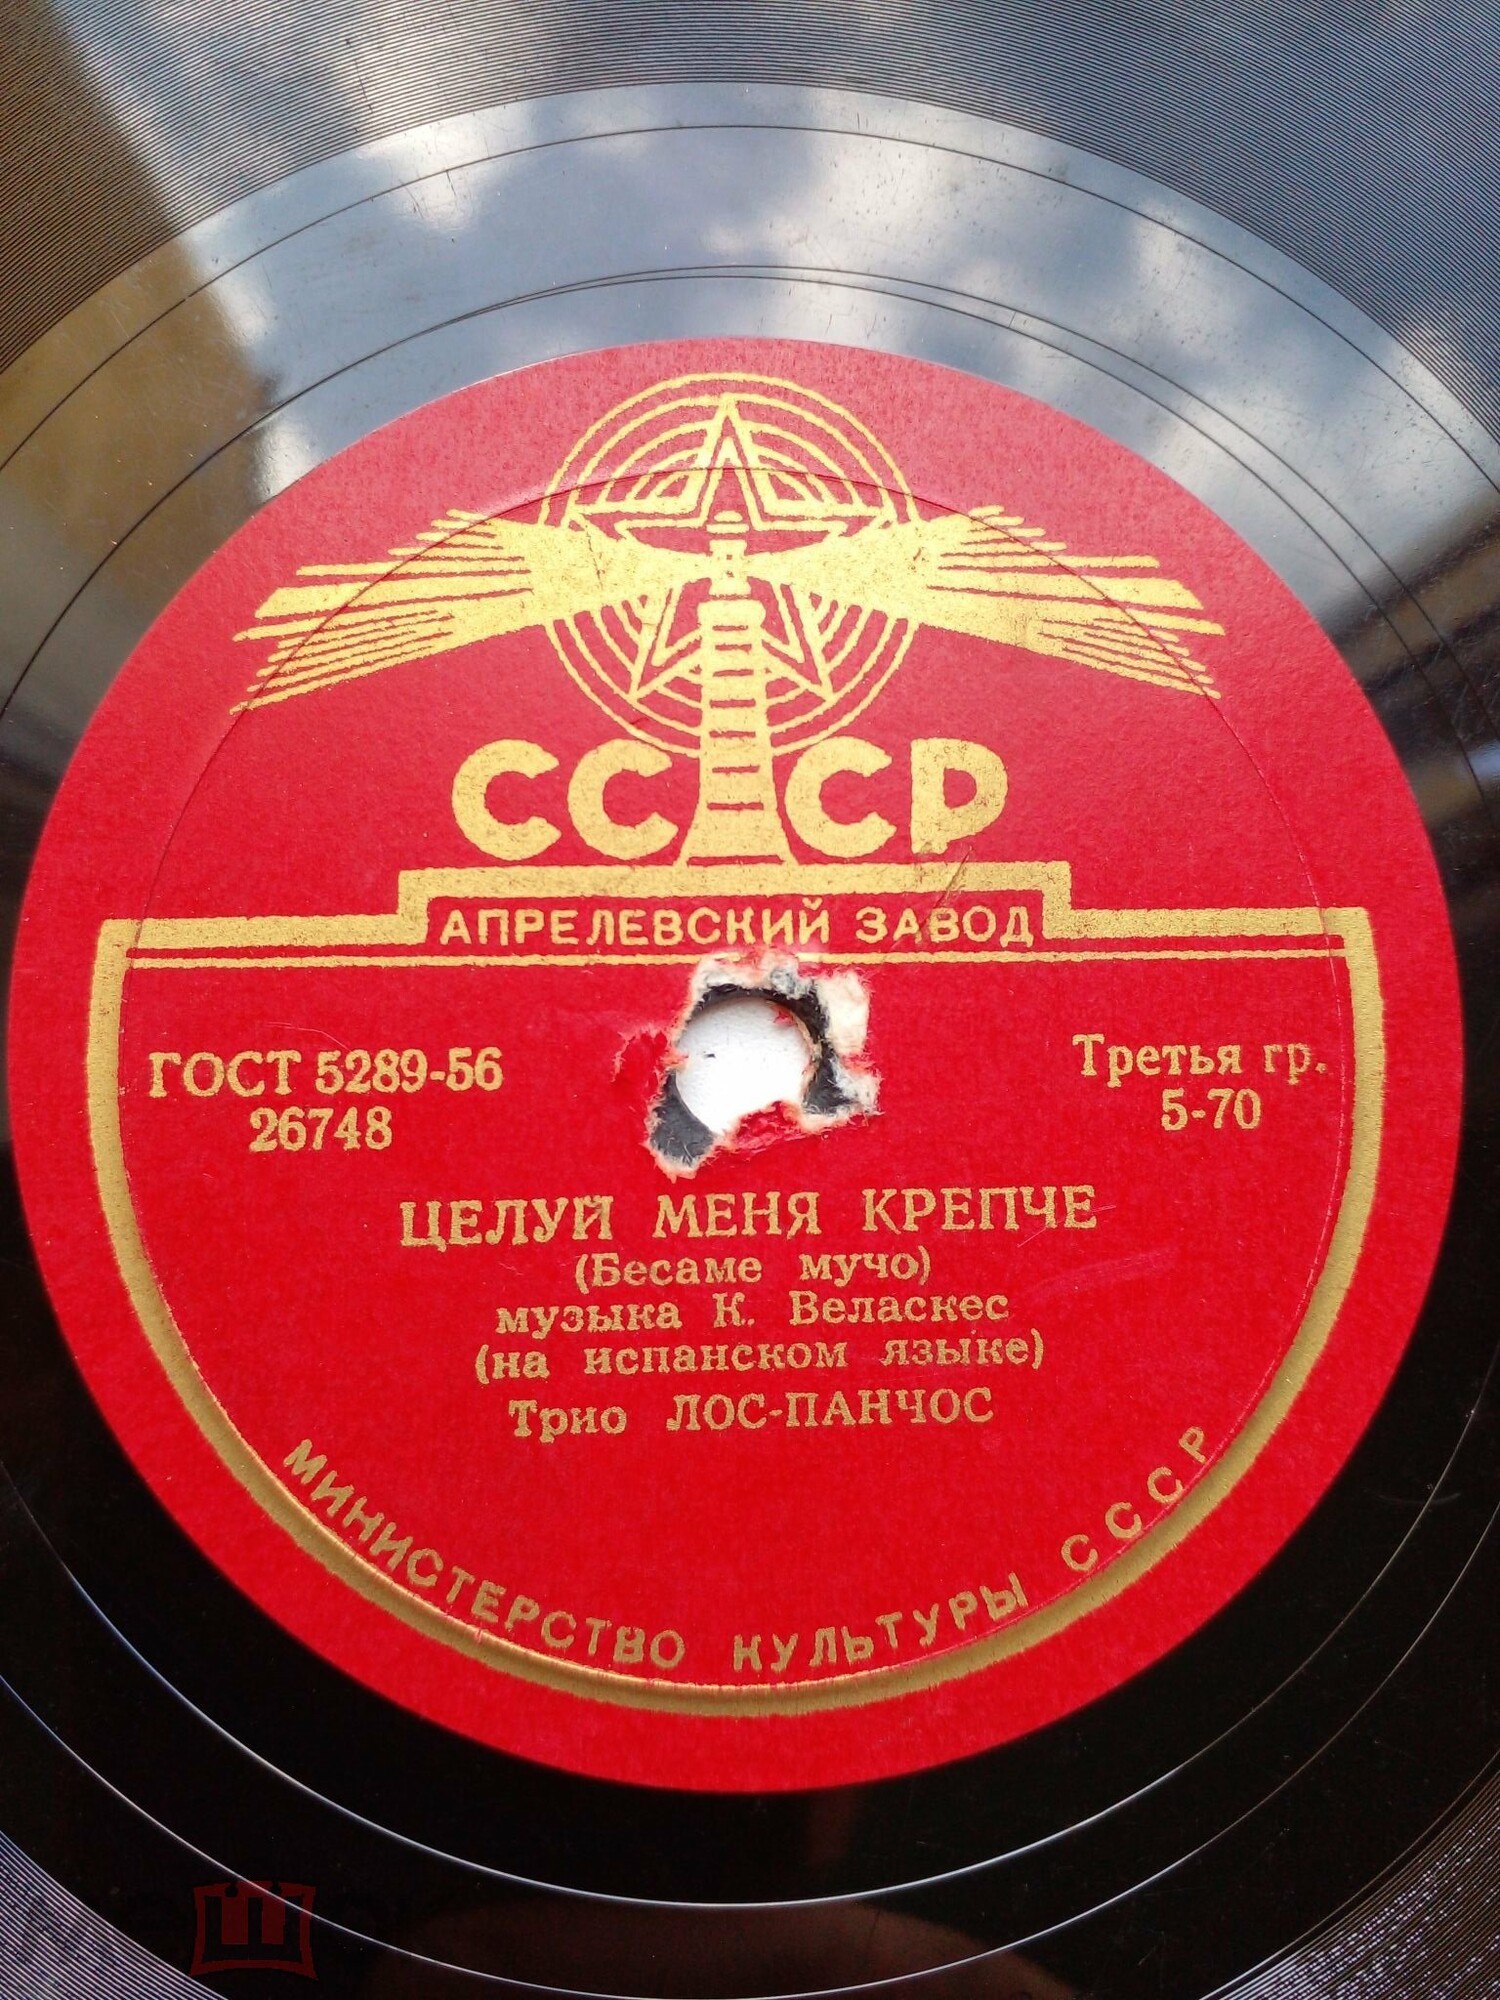 СССР
АПРЕЛЕВСКИЙ ЗАВОД
ГОСТ 5289-56
26748
Третья гр.
5-70
ЦЕЛУЙ МЕНЯ КРЕПЧЕ
(Бесаме мучо)
музыка К. Веласкес
(на испанском языке)
Трио ЛОС-ПАНЧОС
МИНИСТЕРСТВО КУЛЬТУРЫ СССР